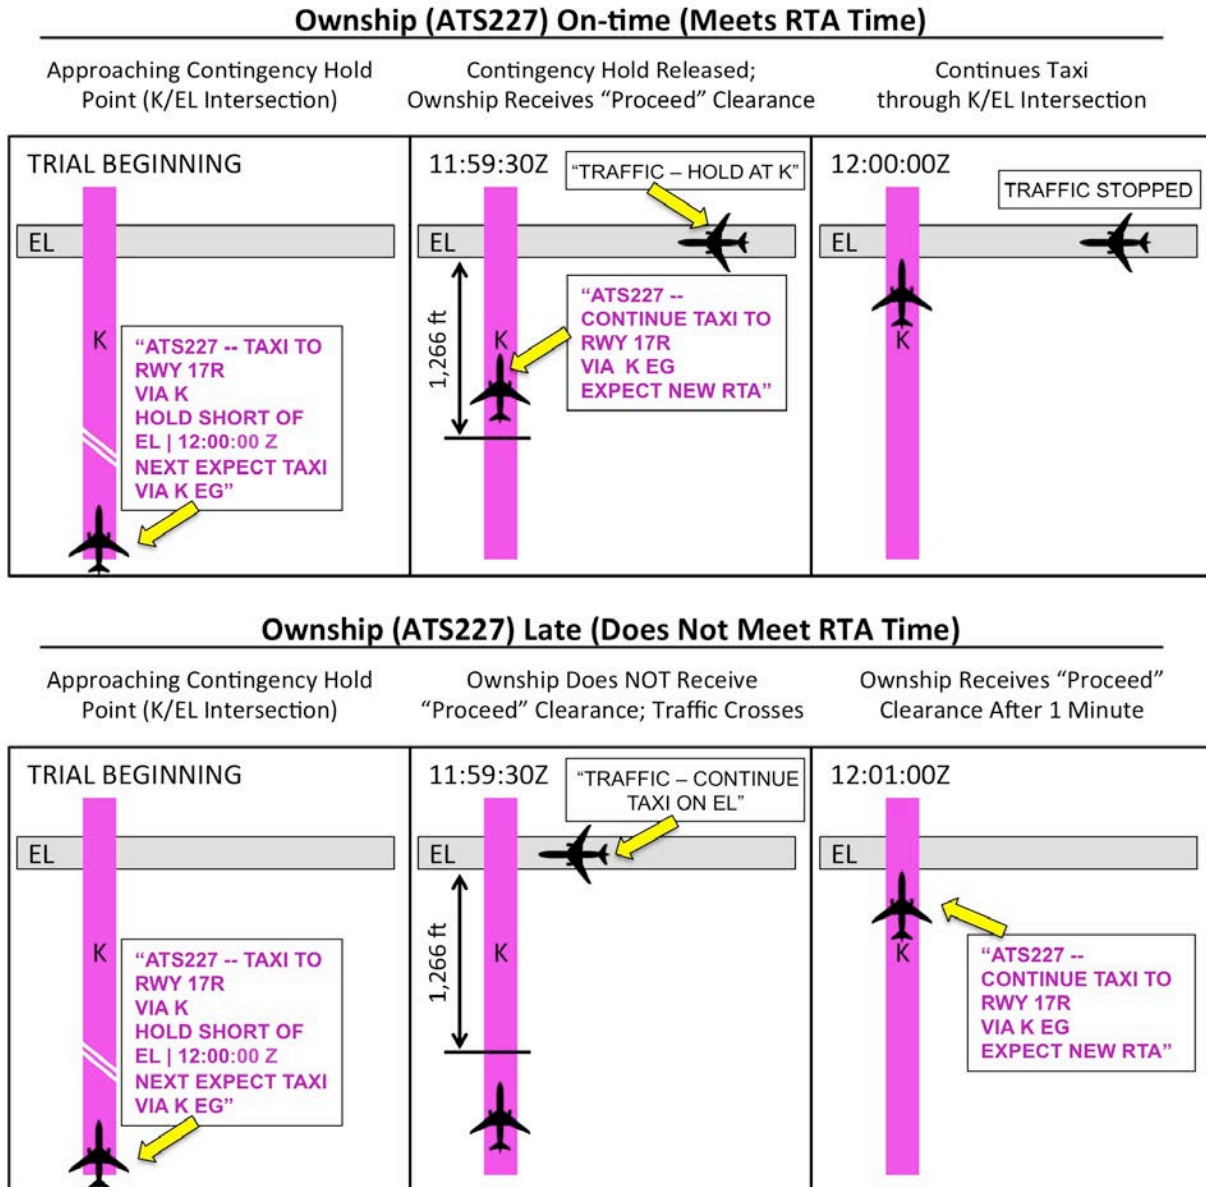 Ownship (ATS227) On-time (Meets RTA Time)
Approaching Contingency Hold
Point (K/EL Intersection)
Contingency Hold Released;
Ownship Receives “Proceed” Clearance
Continues Taxi
through K/EL Intersection
TRIAL BEGINNING
EL
K
“ATS227 -- TAXI TO
RWY 17R
VIA K
HOLD SHORT OF
EL | 12:00:00 Z
NEXT EXPECT TAXI
VIA K EG”
11:59:30Z
“TRAFFIC – HOLD AT K”
EL
1,266 ft
K
“ATS227 --
CONTINUE TAXI TO
RWY 17R
VIA K EG
EXPECT NEW RTA”
12:00:00Z
TRAFFIC STOPPED
EL
K
Ownship (ATS227) Late (Does Not Meet RTA Time)
Approaching Contingency Hold
Point (K/EL Intersection)
Ownship Does NOT Receive
“Proceed” Clearance; Traffic Crosses
Ownship Receives “Proceed”
Clearance After 1 Minute
TRIAL BEGINNING
EL
K
“ATS227 -- TAXI TO
RWY 17R
VIA K
HOLD SHORT OF
EL | 12:00:00 Z
NEXT EXPECT TAXI
VIA K EG”
11:59:30Z
“TRAFFIC – CONTINUE
TAXI ON EL”
EL
1,266 ft
K
12:01:00Z
EL
K
“ATS227 --
CONTINUE TAXI TO
RWY 17R
VIA K EG
EXPECT NEW RTA”